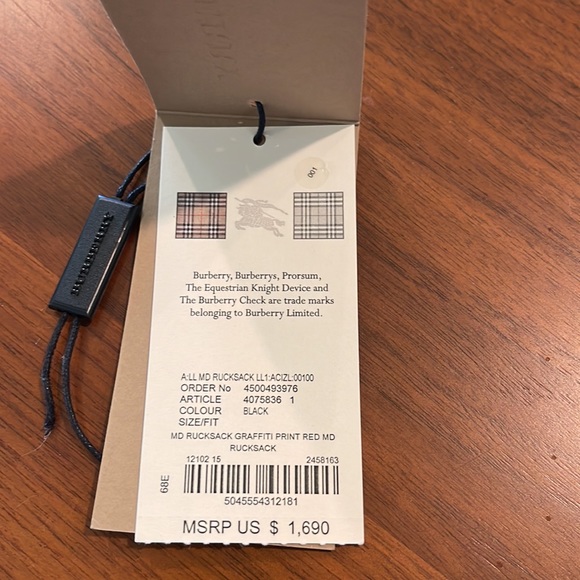 001
BURBERRY
Burberry, Burberrys, Prorsum,
The Equestrian Knight Device and
The Burberry Check are trade marks
belonging to Burberry Limited.
A:LL MD RUCKSACK LL1:ACIZL:00100
ORDER No 4500493976
ARTICLE 4075836 1
COLOUR BLACK
SIZE/FIT
MD RUCKSACK GRAFFITI PRINT RED MD
RUCKSACK
12102 15 2458163
68E
5045554312181
MSRP US $ 1,690